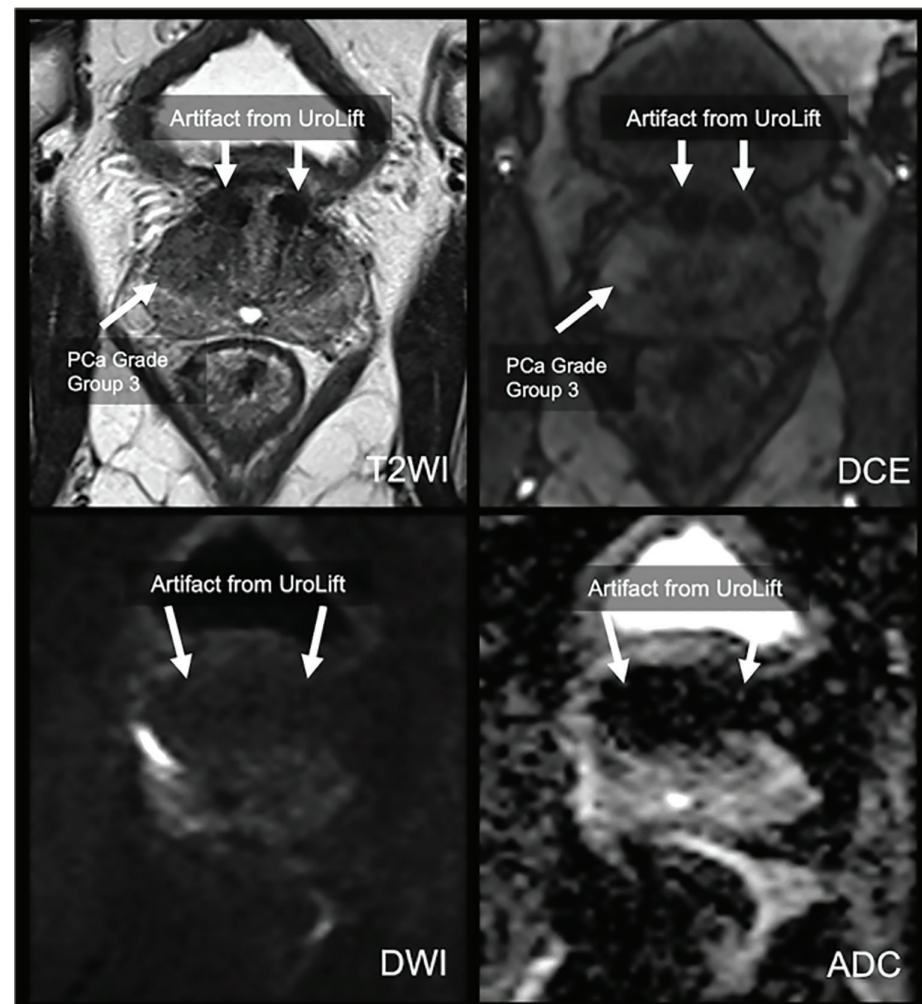 Artifact from UroLift
PCa Grade
Group 3
T2WI
Artifact from UroLift
PCa Grade
Group 3
DCE
Artifact from UroLift
DWI
Artifact from UroLift
ADC